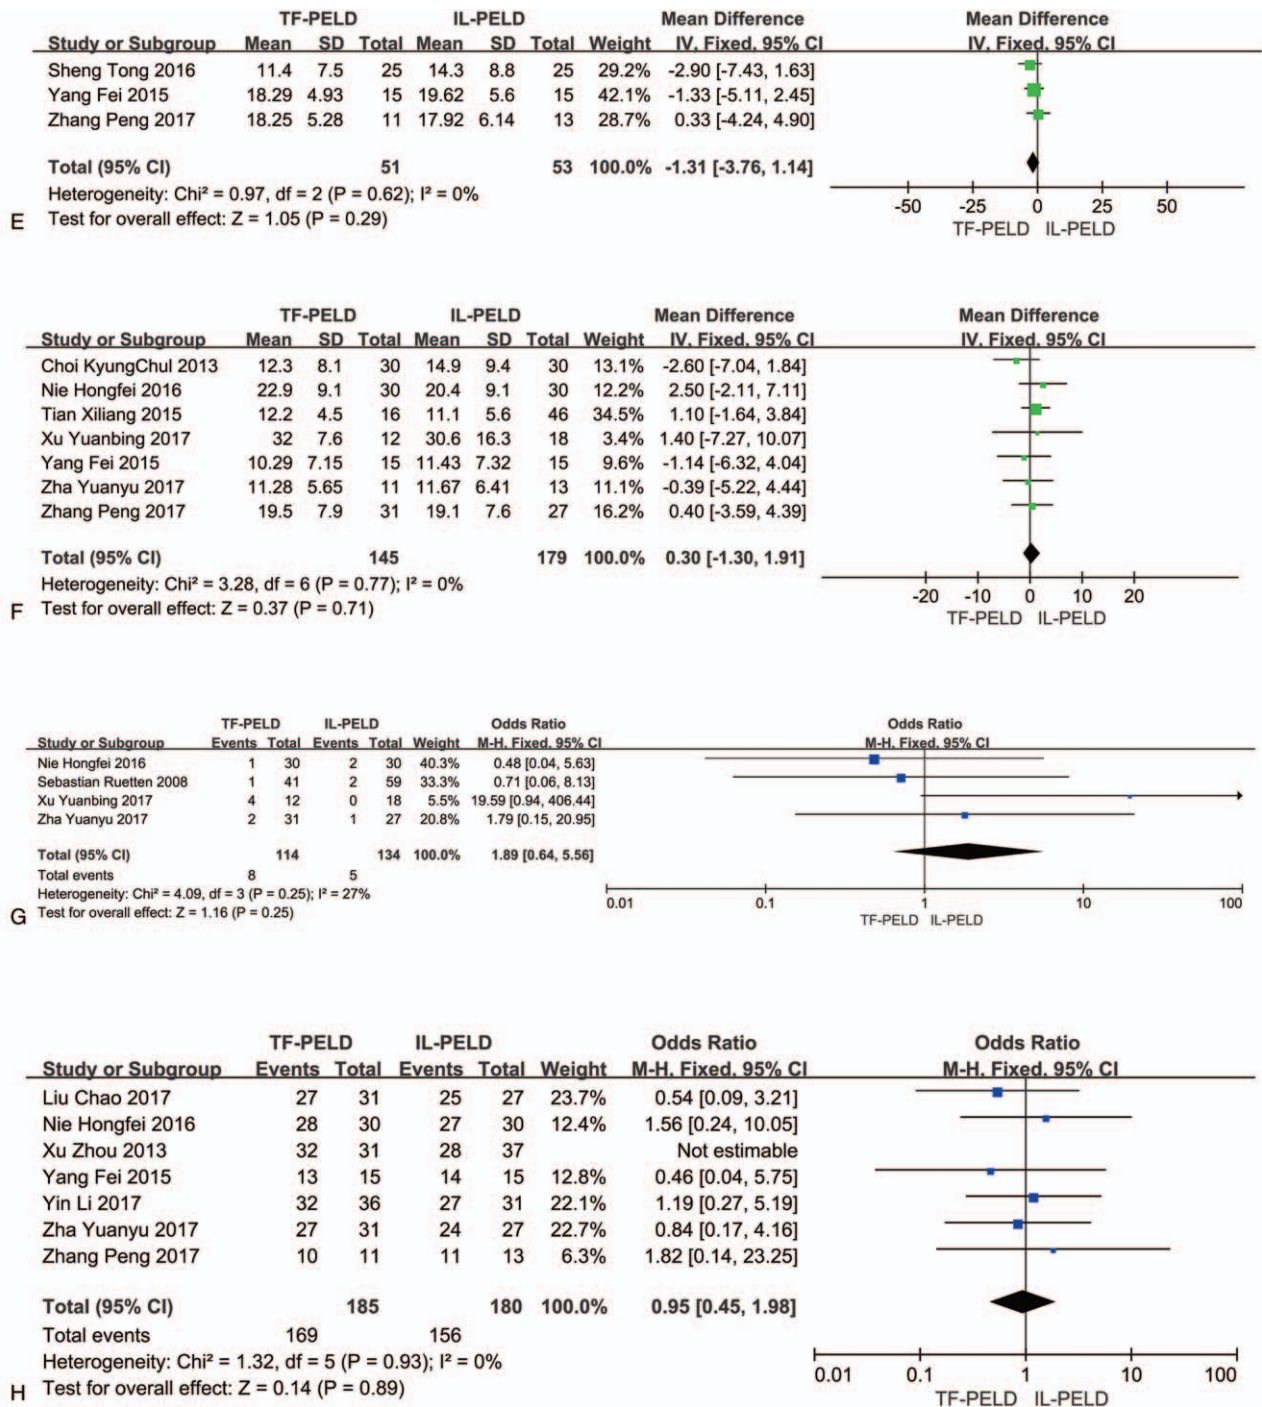 TF-PELD IL-PELD Mean Difference Mean Difference
Study or Subgroup Mean SD Total Mean SD Total Weight IV, Fixed, 95% CI IV, Fixed, 95% CI
Sheng Tong 2016 11.4 7.5 25 14.3 8.8 25 29.2% -2.90 [-7.43, 1.63]
Yang Fei 2015 18.29 4.93 15 19.62 5.6 15 42.1% -1.33 [-5.11, 2.45]
Zhang Peng 2017 18.25 5.28 11 17.92 6.14 13 28.7% 0.33 [-4.24, 4.90]
Total (95% CI) 51 53 100.0% -1.31 [-3.76, 1.14]
Heterogeneity: Chi² = 0.97, df = 2 (P = 0.62); I² = 0%
-50 -25 0 25 50
E Test for overall effect: Z = 1.05 (P = 0.29)
TF-PELD IL-PELD
TF-PELD IL-PELD Mean Difference Mean Difference
Study or Subgroup Mean SD Total Mean SD Total Weight IV, Fixed, 95% CI IV, Fixed, 95% CI
Choi KyungChul 2013 12.3 8.1 30 14.9 9.4 30 13.1% -2.60 [-7.04, 1.84]
Nie Hongfei 2016 22.9 9.1 30 20.4 9.1 30 12.2% 2.50 [-2.11, 7.11]
Tian Xiliang 2015 12.2 4.5 16 11.1 5.6 46 34.5% 1.10 [-1.64, 3.84]
Xu Yuanbing 2017 32 7.6 12 30.6 16.3 18 3.4% 1.40 [-7.27, 10.07]
Yang Fei 2015 10.29 7.15 15 11.43 7.32 15 9.6% -1.14 [-6.32, 4.04]
Zha Yuanyu 2017 11.28 5.65 11 11.67 6.41 13 11.1% -0.39 [-5.22, 4.44]
Zhang Peng 2017 19.5 7.9 31 19.1 7.6 27 16.2% 0.40 [-3.59, 4.39]
Total (95% CI) 145 179 100.0% 0.30 [-1.30, 1.91]
Heterogeneity: Chi² = 3.28, df = 6 (P = 0.77); I² = 0%
-20 -10 0 10 20
F Test for overall effect: Z = 0.37 (P = 0.71)
TF-PELD IL-PELD
TF-PELD IL-PELD Odds Ratio Odds Ratio
Study or Subgroup Events Total Events Total Weight M-H, Fixed, 95% CI M-H, Fixed, 95% CI
Nie Hongfei 2016 1 30 2 30 40.3% 0.48 [0.04, 5.63]
Sebastian Ruetten 2008 1 41 2 59 33.3% 0.71 [0.06, 8.13]
Xu Yuanbing 2017 4 12 0 18 5.5% 19.59 [0.94, 406.44]
Zha Yuanyu 2017 2 31 1 27 20.8% 1.79 [0.15, 20.95]
Total (95% CI) 114 134 100.0% 1.89 [0.64, 5.56]
Total events 8 5
Heterogeneity: Chi² = 4.09, df = 3 (P = 0.25); I² = 27%
0.01 0.1 1 10 100
G Test for overall effect: Z = 1.16 (P = 0.25)
TF-PELD IL-PELD
TF-PELD IL-PELD Odds Ratio Odds Ratio
Study or Subgroup Events Total Events Total Weight M-H, Fixed, 95% CI M-H, Fixed, 95% CI
Liu Chao 2017 27 31 25 27 23.7% 0.54 [0.09, 3.21]
Nie Hongfei 2016 28 30 27 30 12.4% 1.56 [0.24, 10.05]
Xu Zhou 2013 32 31 28 37 Not estimable
Yang Fei 2015 13 15 14 15 12.8% 0.46 [0.04, 5.75]
Yin Li 2017 32 36 27 31 22.1% 1.19 [0.27, 5.19]
Zha Yuanyu 2017 27 31 24 27 22.7% 0.84 [0.17, 4.16]
Zhang Peng 2017 10 11 11 13 6.3% 1.82 [0.14, 23.25]
Total (95% CI) 185 180 100.0% 0.95 [0.45, 1.98]
Total events 169 156
Heterogeneity: Chi² = 1.32, df = 5 (P = 0.93); I² = 0%
0.01 0.1 1 10 100
H Test for overall effect: Z = 0.14 (P = 0.89)
TF-PELD IL-PELD